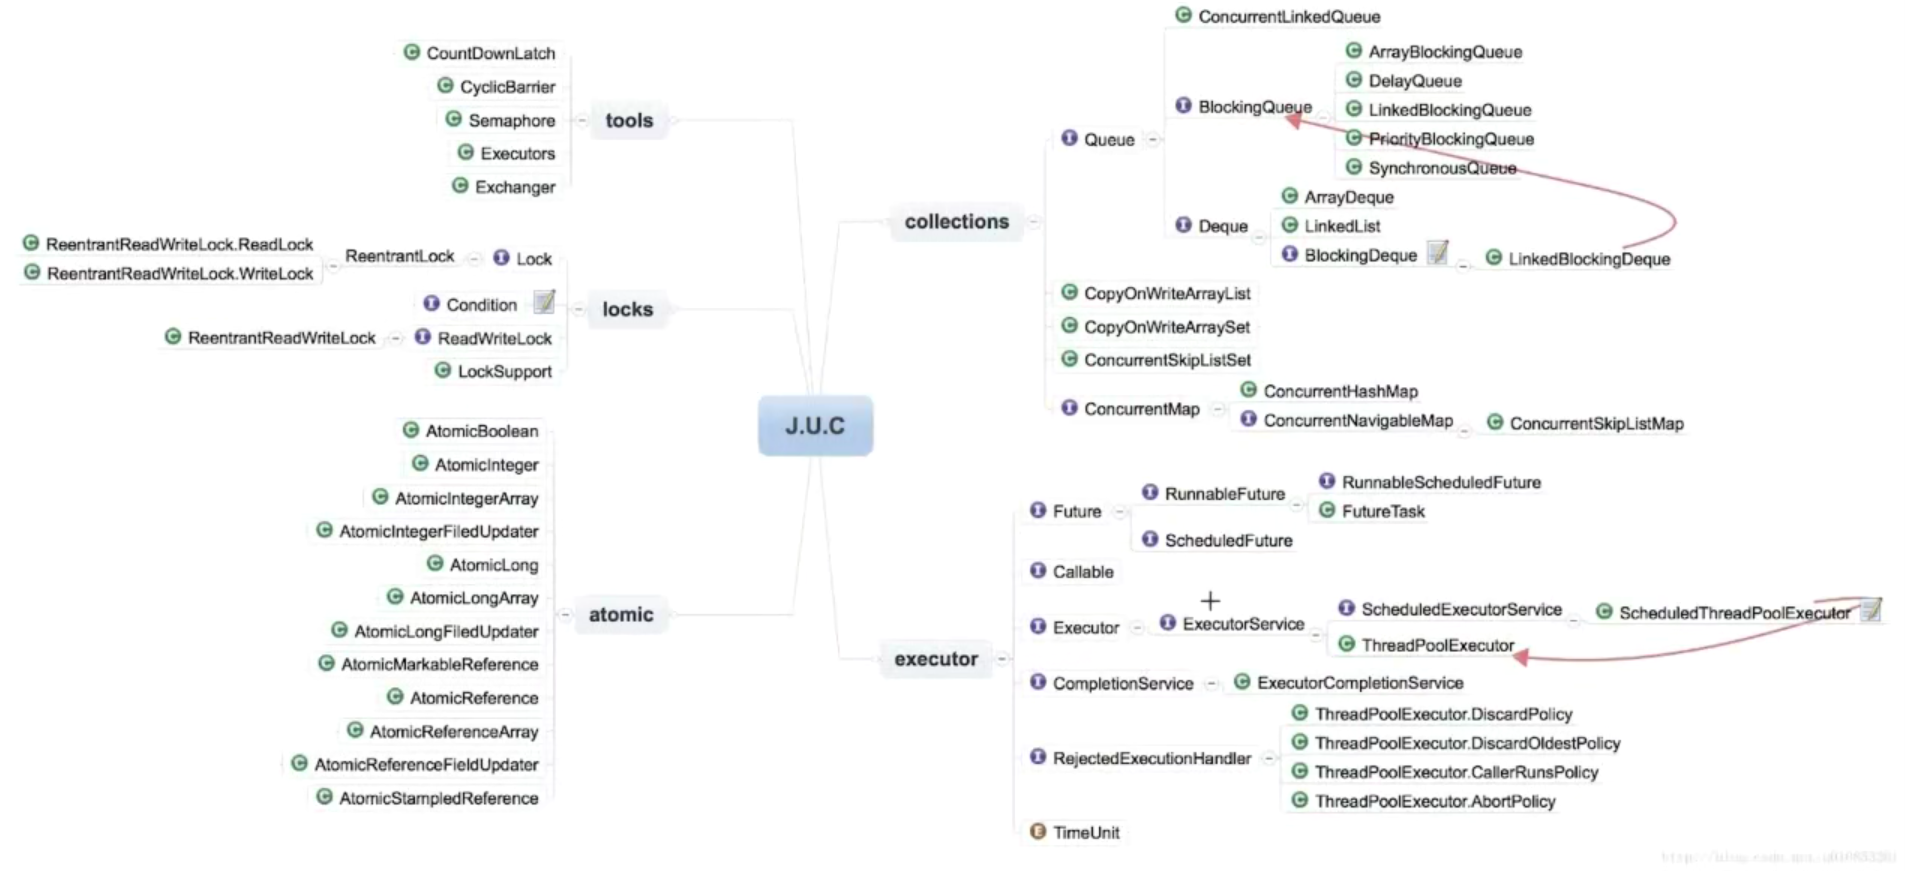 J.U.C
tools
CountDownLatch
CyclicBarrier
Semaphore
Executors
Exchanger
locks
Lock
ReentrantLock
ReentrantReadWriteLock.ReadLock
ReentrantReadWriteLock.WriteLock
Condition
ReadWriteLock
ReentrantReadWriteLock
LockSupport
atomic
AtomicBoolean
AtomicInteger
AtomicIntegerArray
AtomicIntegerFiledUpdater
AtomicLong
AtomicLongArray
AtomicLongFiledUpdater
AtomicMarkableReference
AtomicReference
AtomicReferenceArray
AtomicReferenceFieldUpdater
AtomicStampedReference
collections
Queue
ConcurrentLinkedQueue
BlockingQueue
ArrayBlockingQueue
DelayQueue
LinkedBlockingQueue
PriorityBlockingQueue
SynchronousQueue
Deque
ArrayDeque
LinkedList
BlockingDeque
LinkedBlockingDeque
CopyOnWriteArrayList
CopyOnWriteArraySet
ConcurrentSkipListSet
ConcurrentMap
ConcurrentHashMap
ConcurrentNavigableMap
ConcurrentSkipListMap
executor
Future
RunnableFuture
RunnableScheduledFuture
FutureTask
ScheduledFuture
Callable
Executor
ExecutorService
ScheduledExecutorService
ScheduledThreadPoolExecutor
ThreadPoolExecutor
CompletionService
ExecutorCompletionService
RejectedExecutionHandler
ThreadPoolExecutor.DiscardPolicy
ThreadPoolExecutor.DiscardOldestPolicy
ThreadPoolExecutor.CallerRunsPolicy
ThreadPoolExecutor.AbortPolicy
TimeUnit